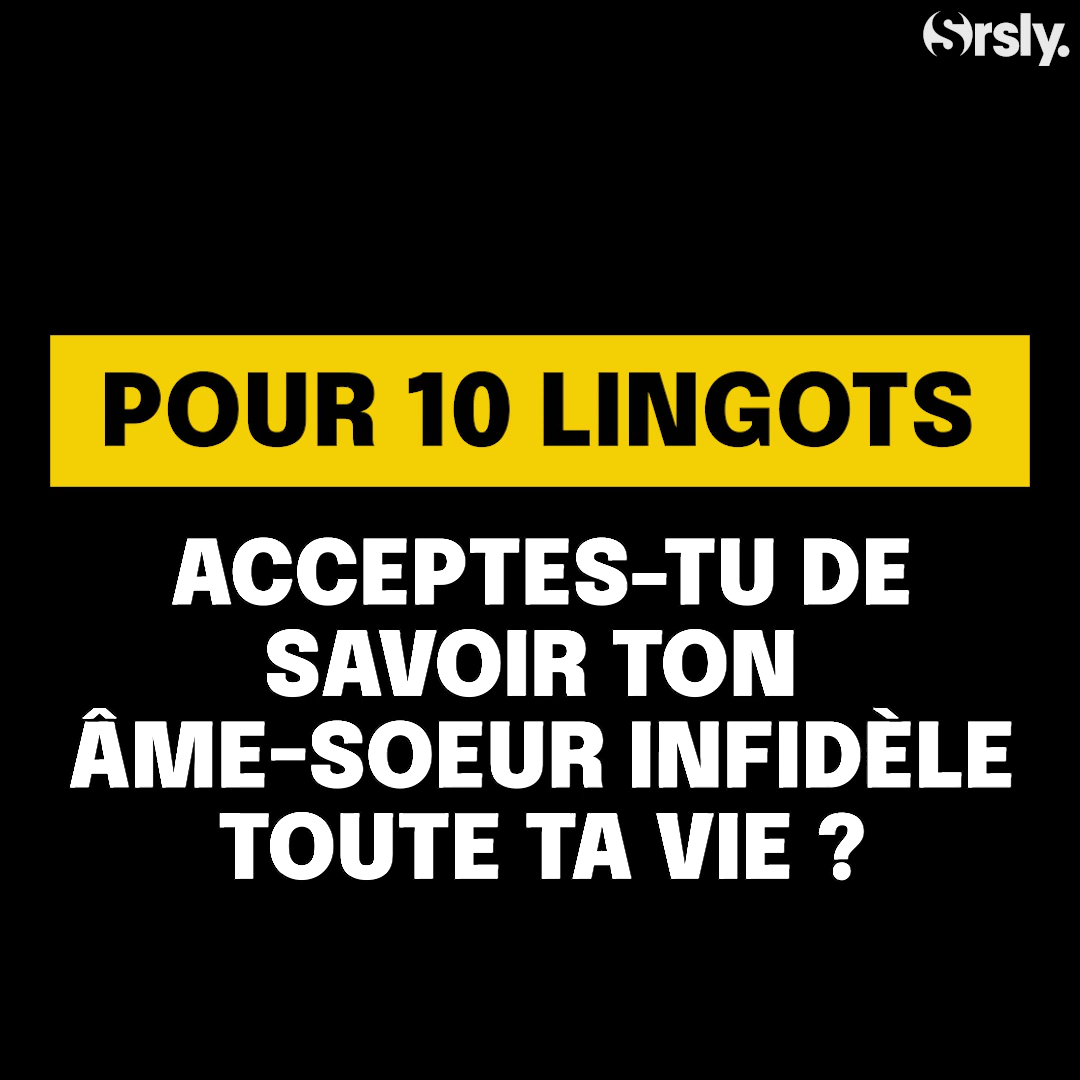 Srsly.
POUR 10 LINGOTS
ACCEPTES-TU DE
SAVOIR TON
ÂME-SOEUR INFIDÈLE
TOUTE TA VIE ?